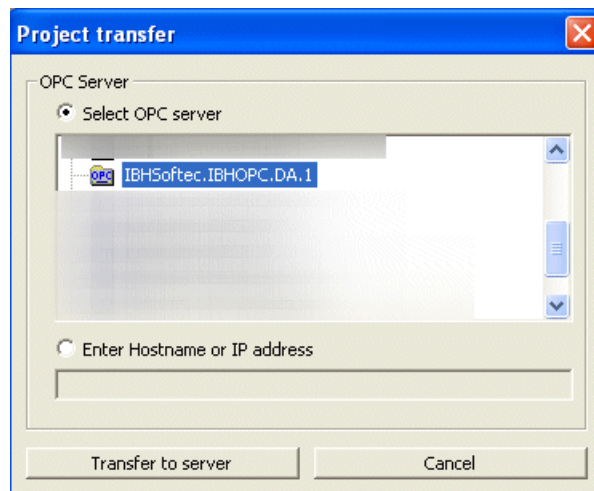 Project transfer
OPC Server
Select OPC server
OPC
IBHSoftec.IBHOPC.DA.1
Enter Hostname or IP address
Transfer to server
Cancel